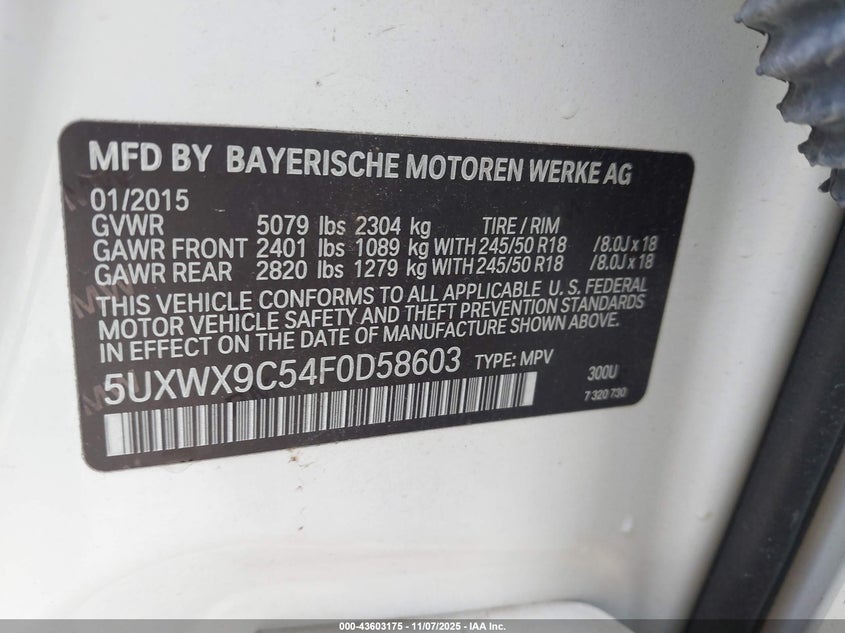 MFD BY BAYERISCHE MOTOREN WERKE AG
01/2015
GVWR 5079 lbs 2304 kg TIRE / RIM
GAWR FRONT 2401 lbs 1089 kg WITH 245/50 R18 /8.0J x 18
GAWR REAR 2820 lbs 1279 kg WITH 245/50 R18 /8.0J x 18
THIS VEHICLE CONFORMS TO ALL APPLICABLE U.S. FEDERAL
MOTOR VEHICLE SAFETY AND THEFT PREVENTION STANDARDS
IN EFFECT ON THE DATE OF MANUFACTURE SHOWN ABOVE.
5UXWX9C54F0D58603 TYPE: MPV 300U
7 320 730
000-43603175 - 11/07/2025 - IAA Inc.